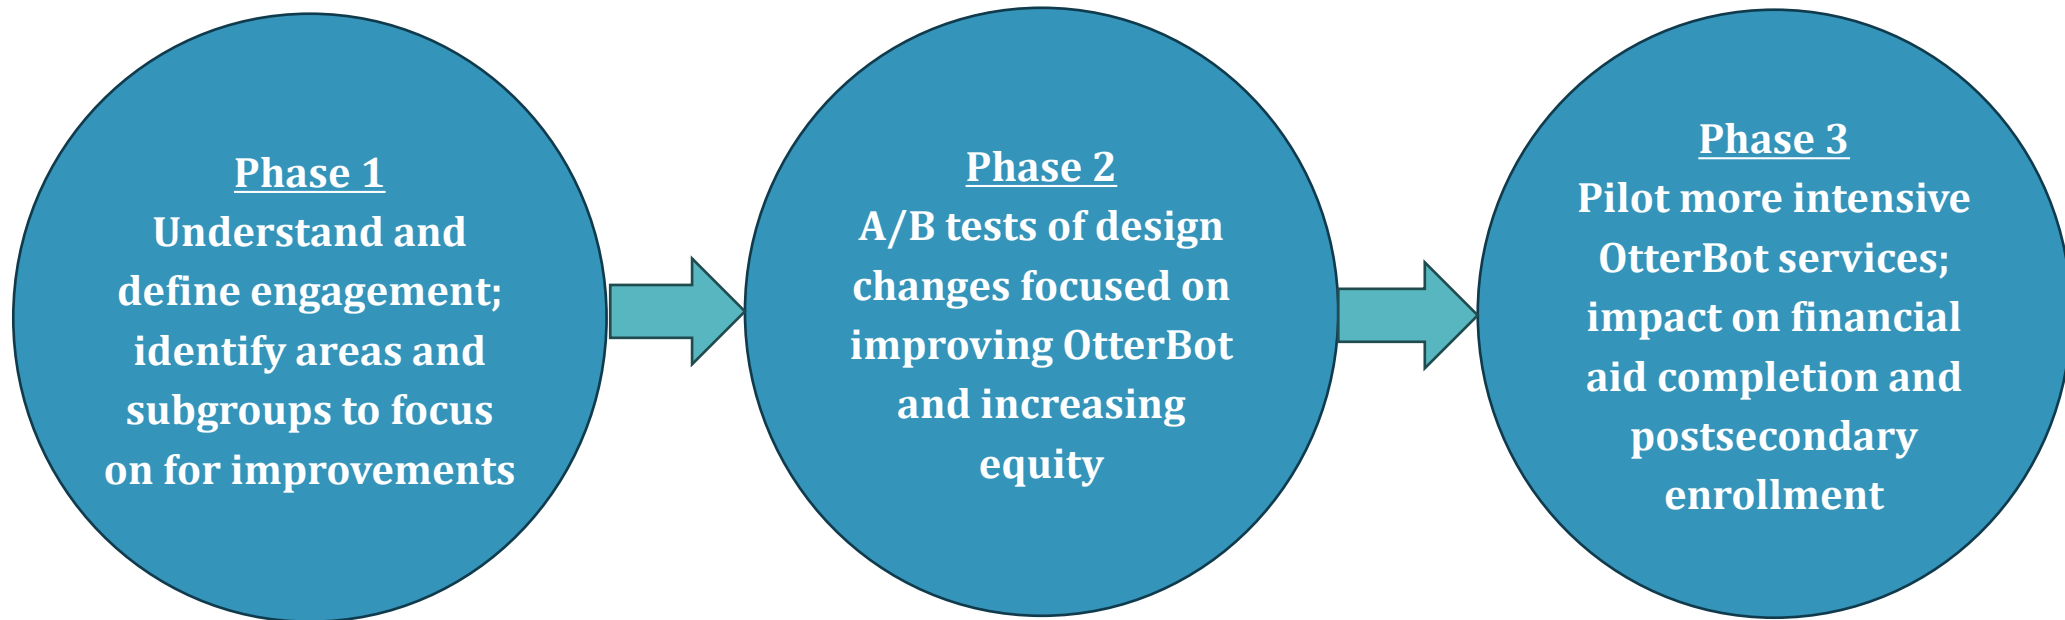 Phase 1
Understand and
define engagement;
identify areas and
subgroups to focus
on for improvements
Phase 2
A/B tests of design
changes focused on
improving OtterBot
and increasing
equity
Phase 3
Pilot more intensive
OtterBot services;
impact on financial
aid completion and
postsecondary
enrollment